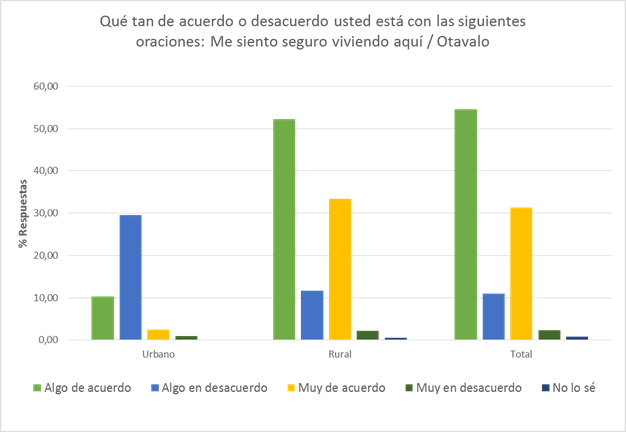 Qué tan de acuerdo o desacuerdo usted está con las siguientes
oraciones: Me siento seguro viviendo aquí / Otavalo
60,00
50,00
40,00
30,00
20,00
10,00
0,00
% Respuestas
Urbano
Rural
Total
Algo de acuerdo
Algo en desacuerdo
Muy de acuerdo
Muy en desacuerdo
No lo sé